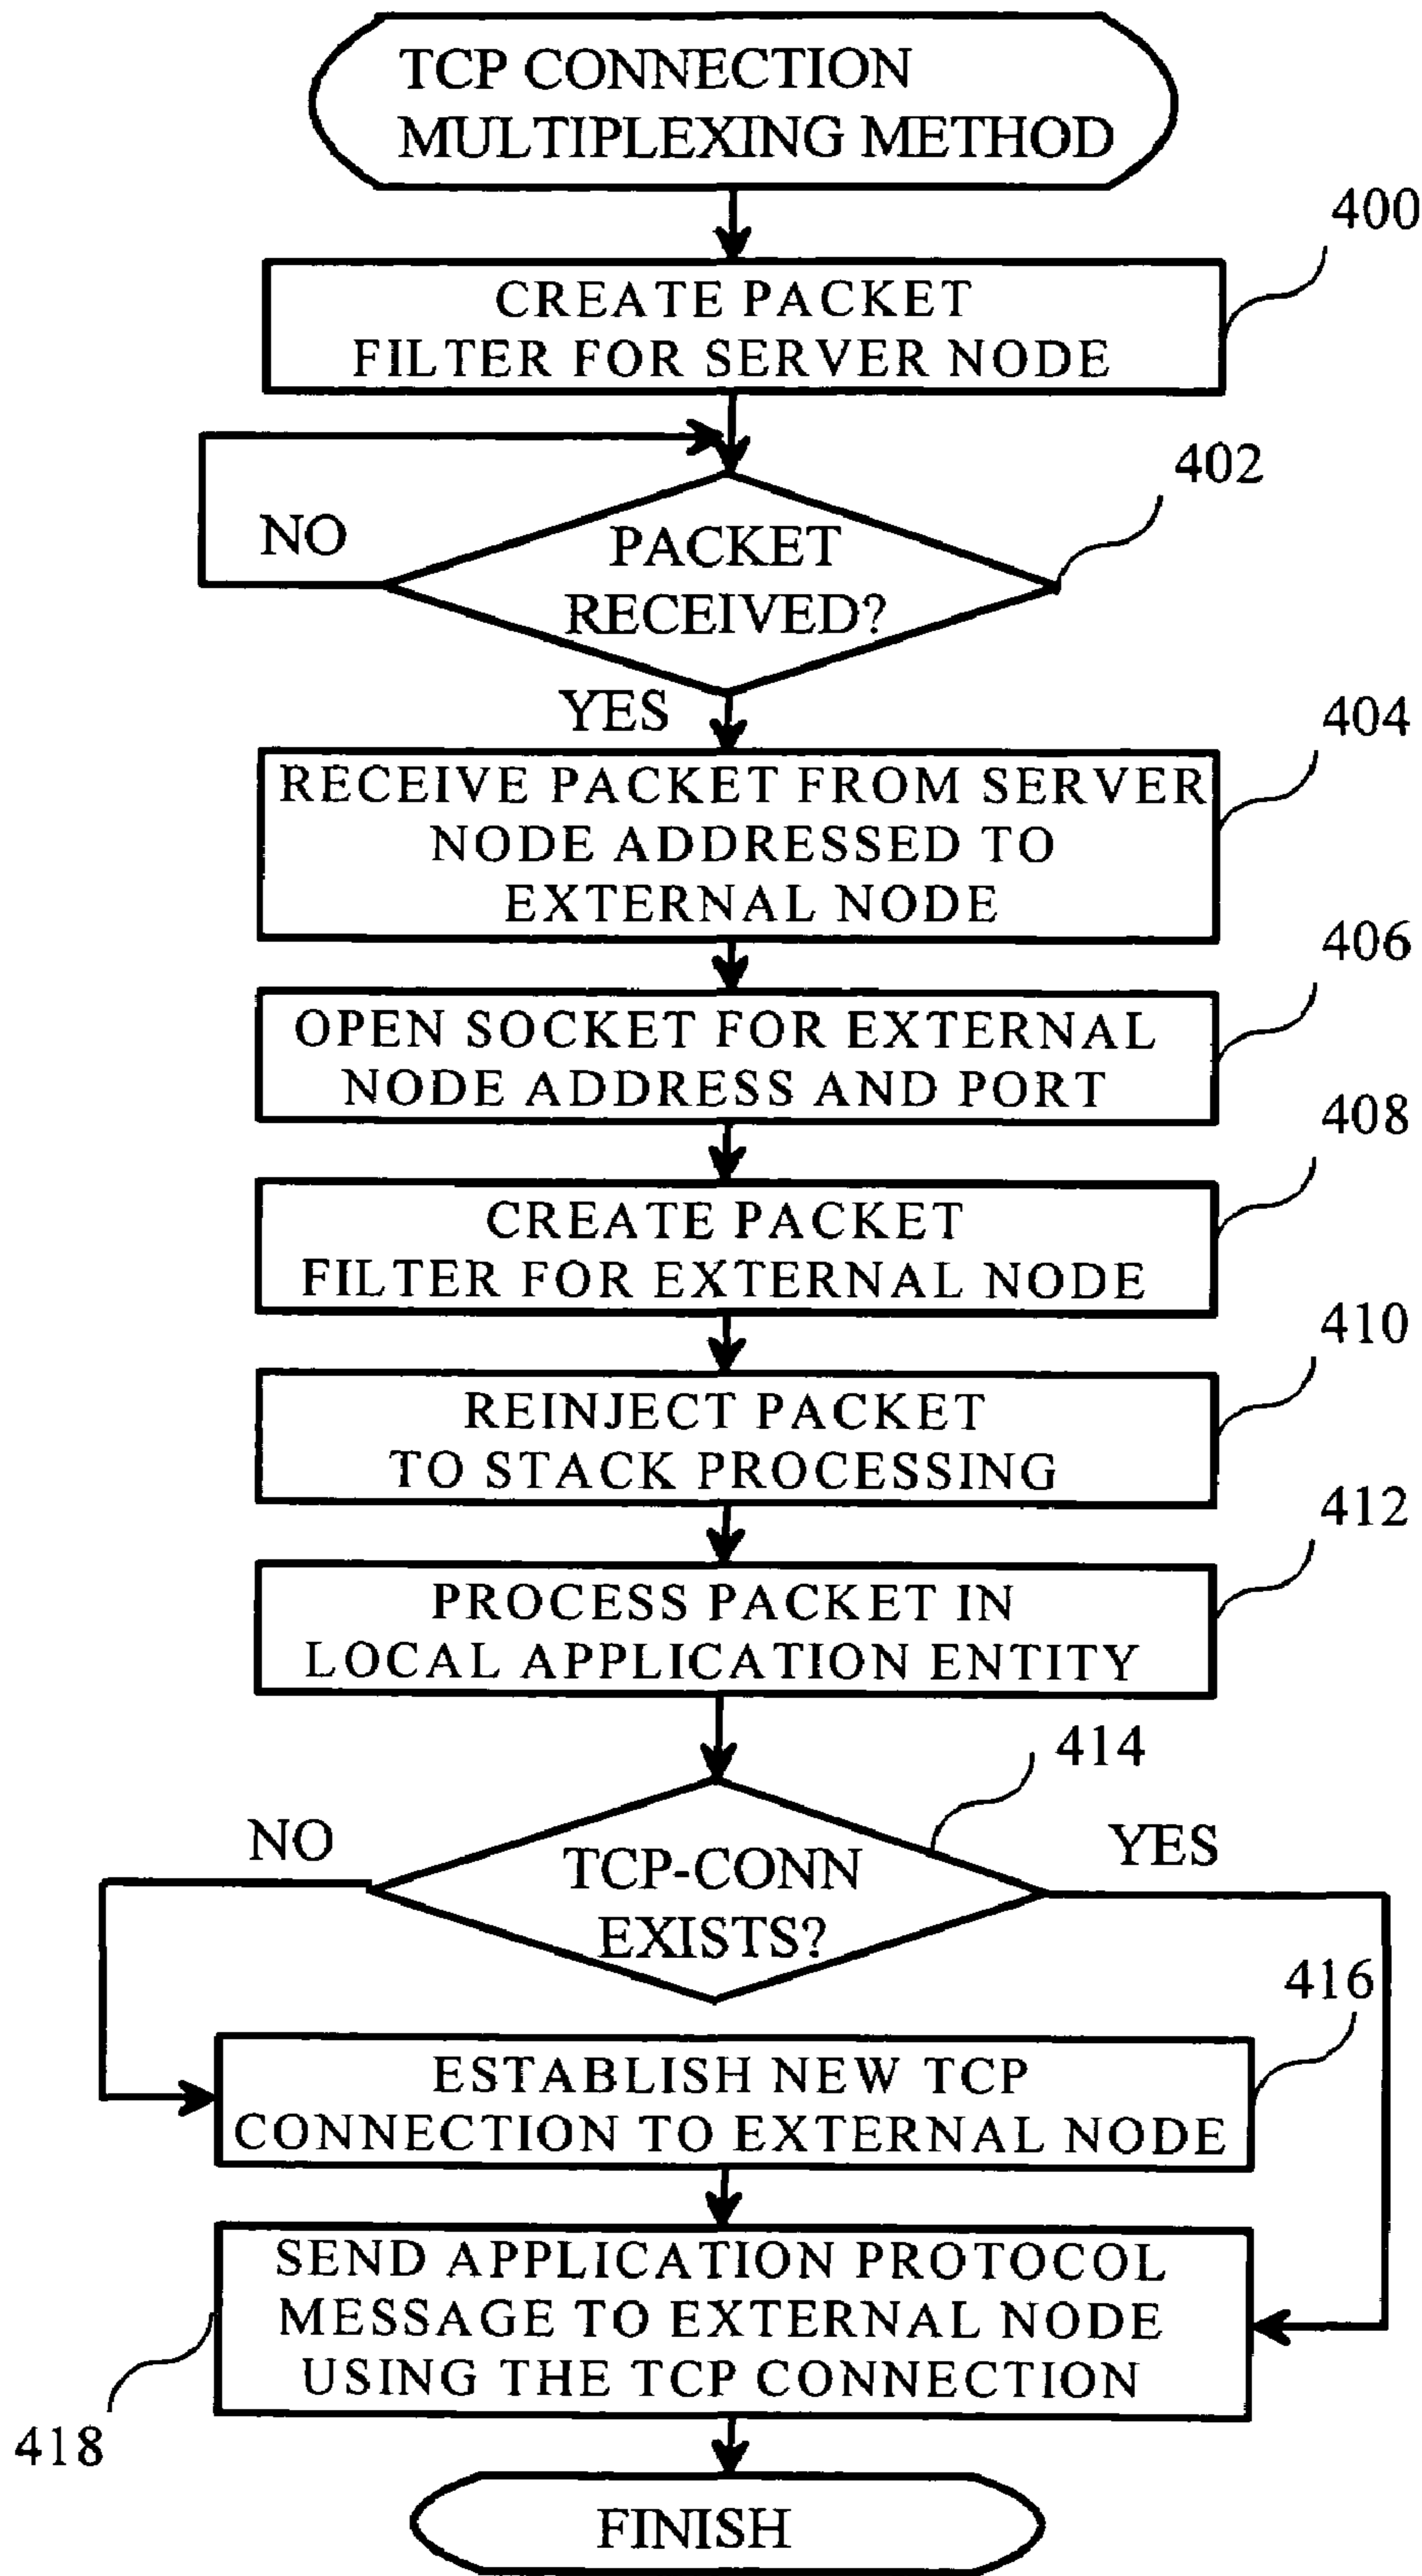 TCP CONNECTION
MULTIPLEXING METHOD
400
CREATE PACKET
FILTER FOR SERVER NODE
402
NO
PACKET
RECEIVED?
YES
404
RECEIVE PACKET FROM SERVER
NODE ADDRESSED TO
EXTERNAL NODE
406
OPEN SOCKET FOR EXTERNAL
NODE ADDRESS AND PORT
408
CREATE PACKET
FILTER FOR EXTERNAL NODE
410
REINJECT PACKET
TO STACK PROCESSING
412
PROCESS PACKET IN
LOCAL APPLICATION ENTITY
414
NO
YES
TCP-CONN
EXISTS?
416
ESTABLISH NEW TCP
CONNECTION TO EXTERNAL NODE
SEND APPLICATION PROTOCOL
MESSAGE TO EXTERNAL NODE
USING THE TCP CONNECTION
418
FINISH